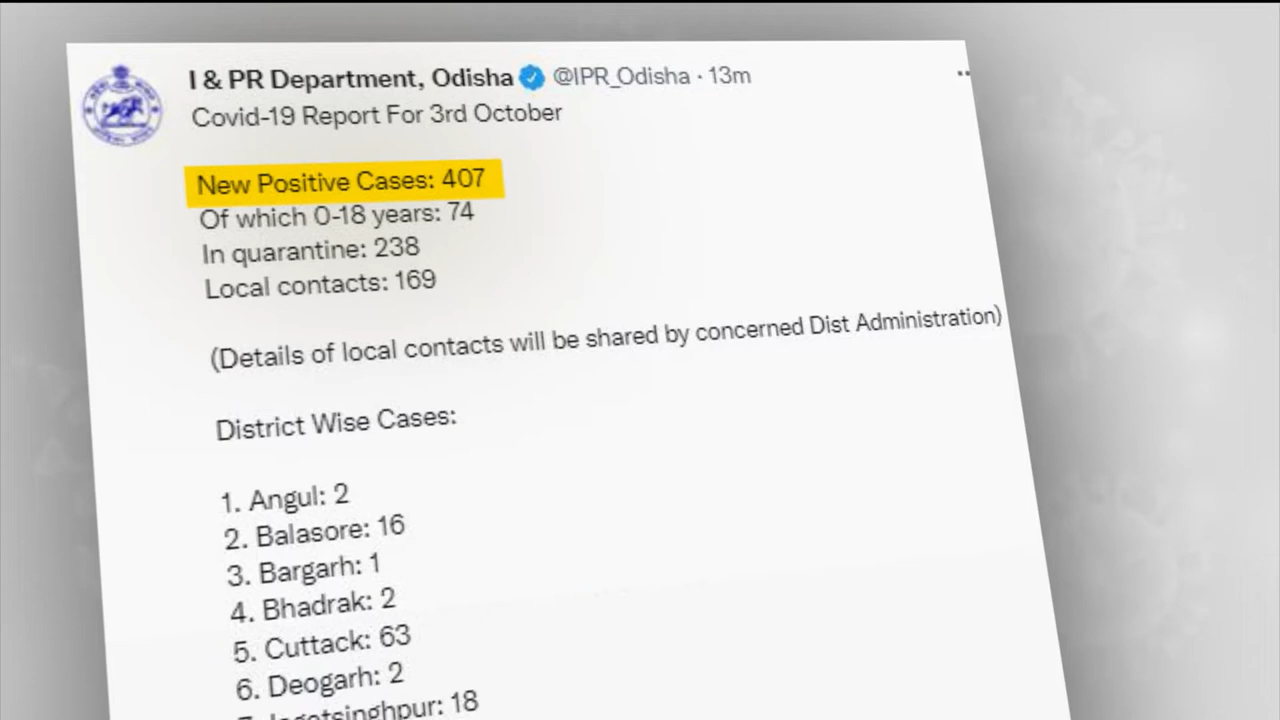 I & PR Department, Odisha @IPR_Odisha · 13m
Covid-19 Report For 3rd October
New Positive Cases: 407
Of which 0-18 years: 74
In quarantine: 238
Local contacts: 169
(Details of local contacts will be shared by concerned Dist Administration)
District Wise Cases:
1. Angul: 2
2. Balasore: 16
3. Bargarh: 1
4. Bhadrak: 2
5. Cuttack: 63
6. Deogarh: 2
7. Jagatsinghpur: 18